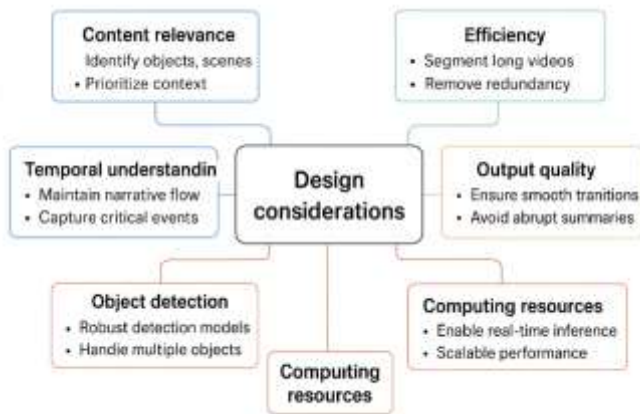 Content relevance
Identify objects, scenes
• Prioritize context
Efficiency
• Segment long videos
• Remove redundancy
Temporal understandin
• Maintain narrative flow
• Capture critical events
Design
considerations
Output quality
• Ensure smooth tranitions
• Avoid abrupt summaries
Object detection
• Robust detection models
• Handie multiple objects
Computing
resources
Computing resources
• Enable real-time inference
• Scalable performance